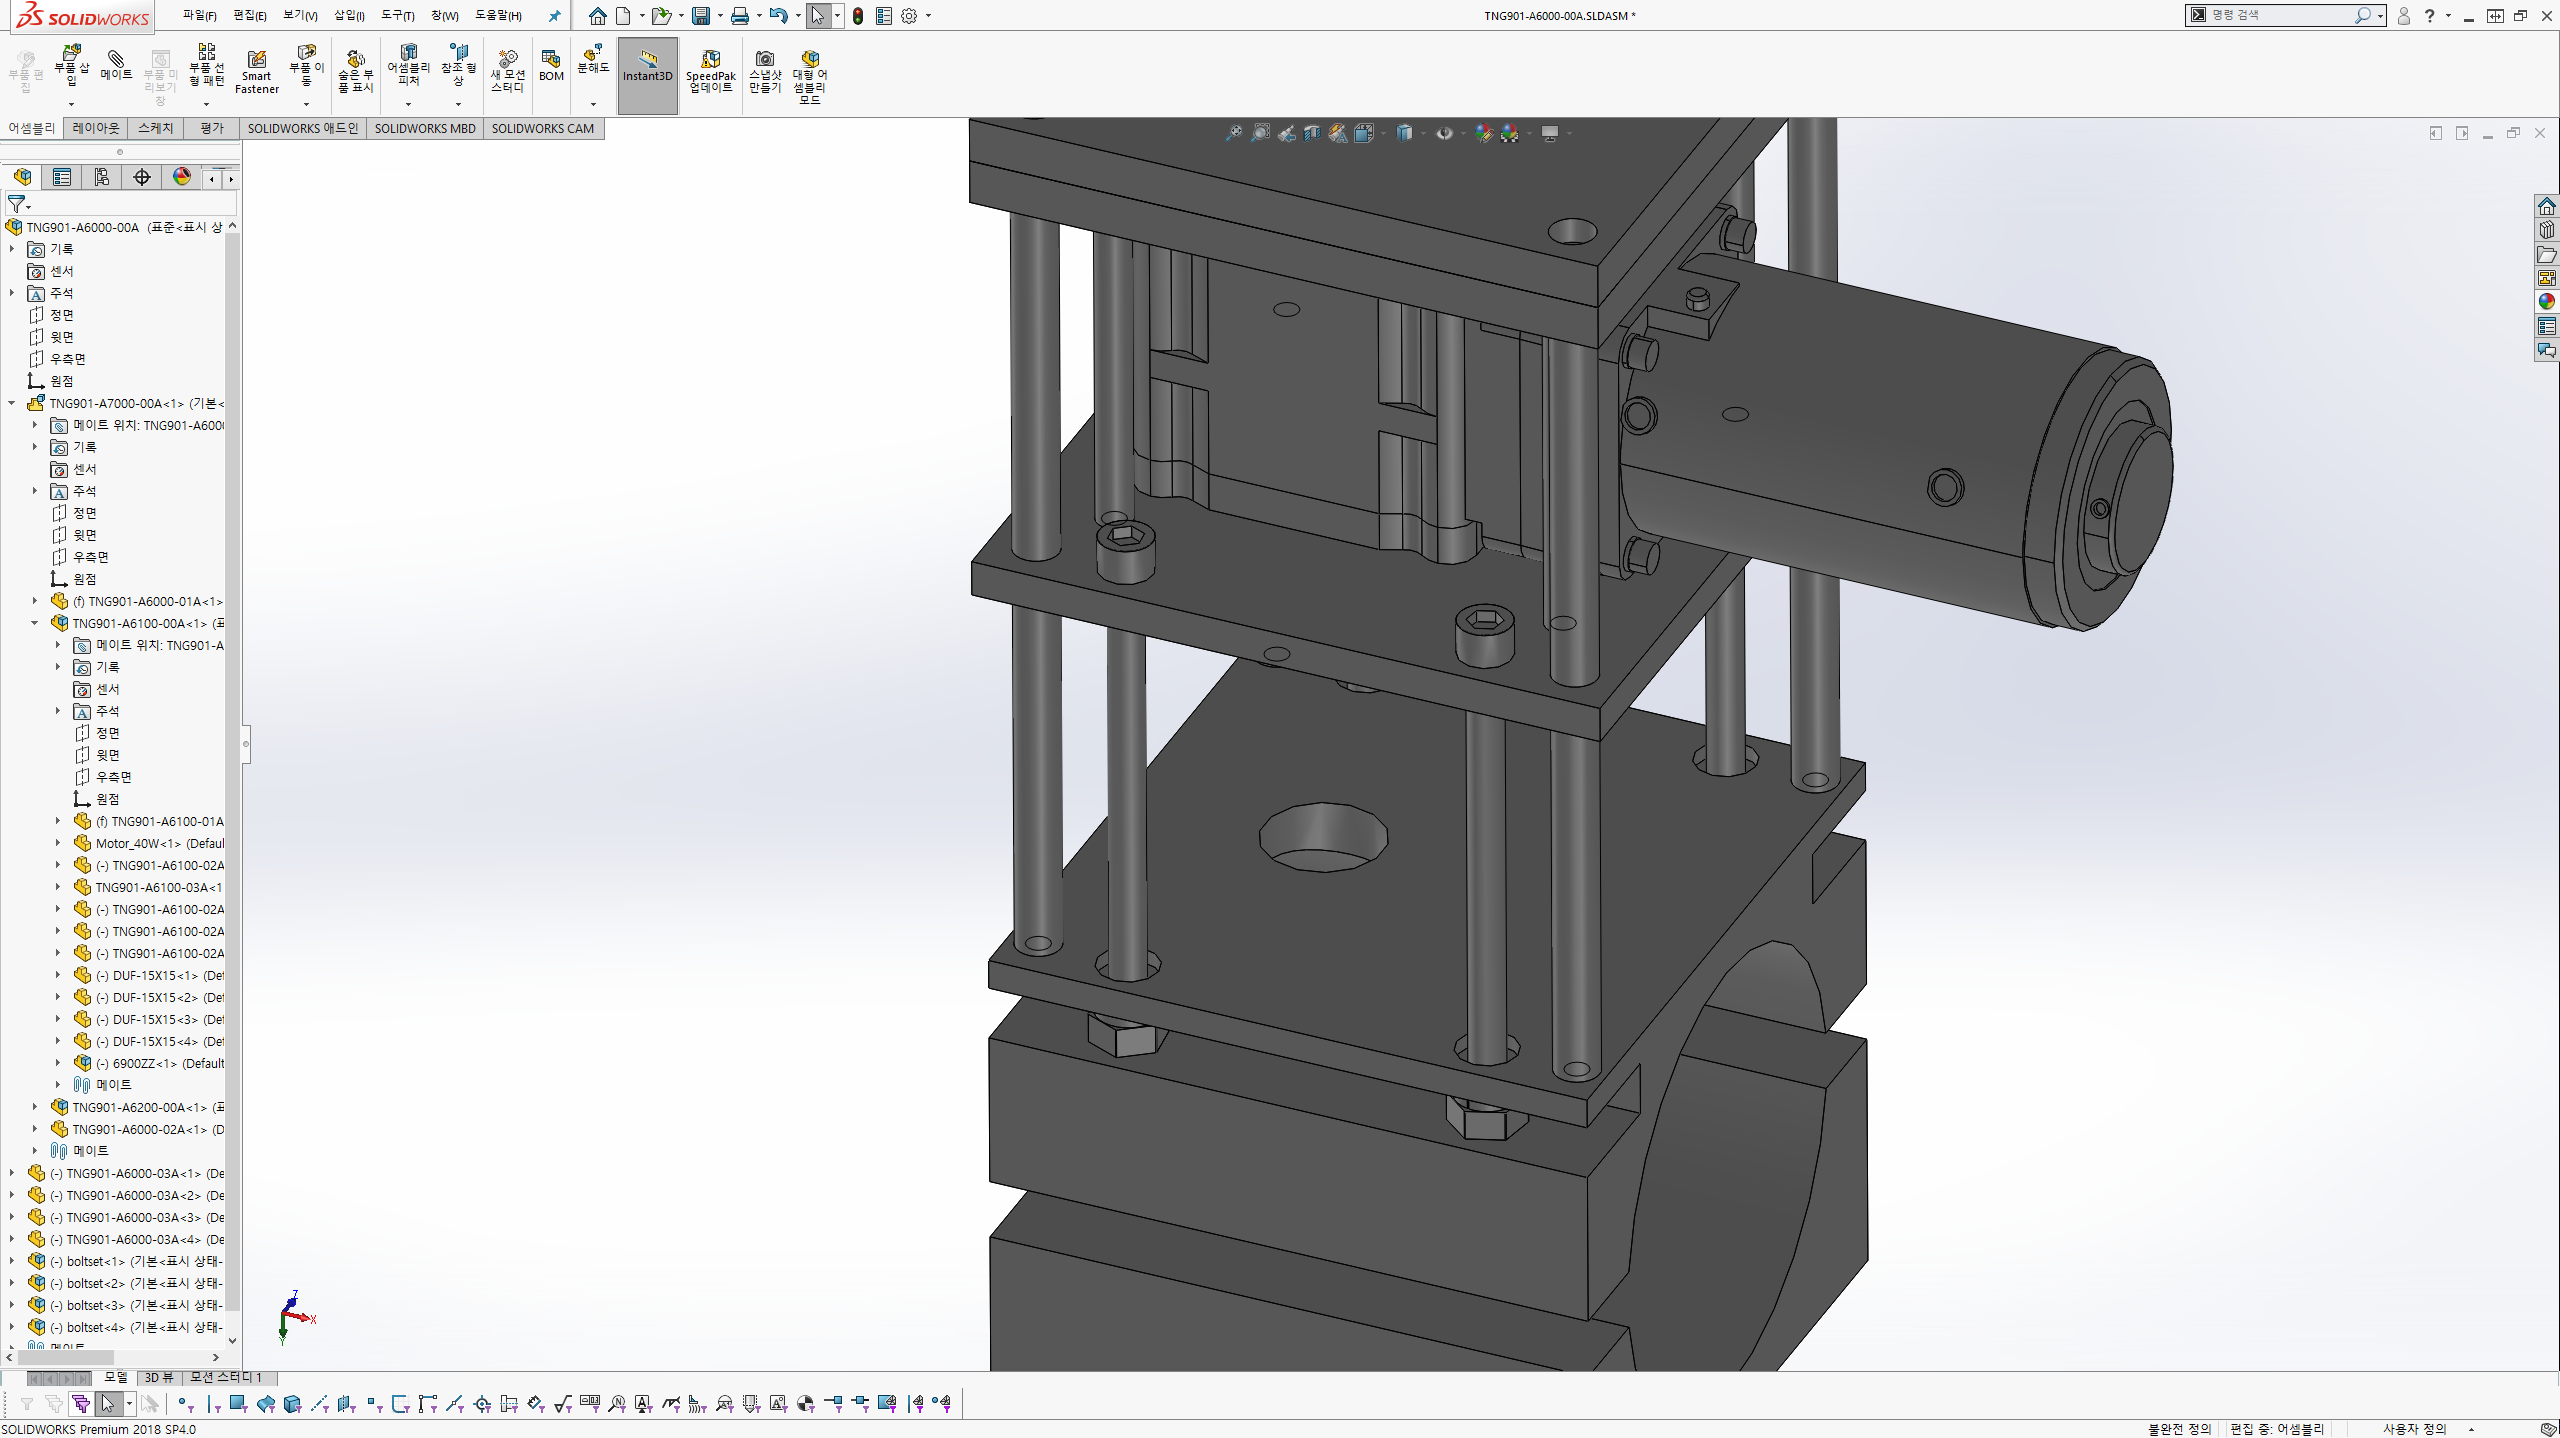 SOLIDWORKS
파일(F) 편집(E) 보기(V) 삽입(I) 도구(T) 창(W) 도움말(H)
TNG901-A6000-00A.SLDASM *
명령 검색
부품 편집
부품 삽입
메이트
부품 미리보기 창
부품 선형 패턴
Smart Fastener
부품 이동
숨은 부품 표시
어셈블리 피처
참조 형상
새 모션 스터디
BOM
분해도
Instant3D
SpeedPak 업데이트
스냅샷 만들기
대형 어셈블리 모드
어셈블리 레이아웃 스케치 평가 SOLIDWORKS 애드인 SOLIDWORKS MBD SOLIDWORKS CAM
TNG901-A6000-00A (표준<표시 상
기록
센서
주석
정면
윗면
우측면
원점
TNG901-A7000-00A<1> (기본<
메이트 위치: TNG901-A600
기록
센서
주석
정면
윗면
우측면
원점
(f) TNG901-A6000-01A<1>
TNG901-A6100-00A<1> (표
메이트 위치: TNG901-A
기록
센서
주석
정면
윗면
우측면
원점
(f) TNG901-A6100-01A
Motor_40W<1> (Defaul
(-) TNG901-A6100-02A
TNG901-A6100-03A<1
(-) TNG901-A6100-02A
(-) TNG901-A6100-02A
(-) TNG901-A6100-02A
(-) DUF-15X15<1> (Def
(-) DUF-15X15<2> (Def
(-) DUF-15X15<3> (Def
(-) DUF-15X15<4> (Def
(-) 6900ZZ<1> (Default
메이트
TNG901-A6200-00A<1> (표
TNG901-A6000-02A<1> (D
메이트
(-) TNG901-A6000-03A<1> (De
(-) TNG901-A6000-03A<2> (De
(-) TNG901-A6000-03A<3> (De
(-) TNG901-A6000-03A<4> (De
(-) boltset<1> (기본<표시 상태-
(-) boltset<2> (기본<표시 상태-
(-) boltset<3> (기본<표시 상태-
(-) boltset<4> (기본<표시 상태-
메이트
Z
X
Y
모델 3D 뷰 모션 스터디 1
SOLIDWORKS Premium 2018 SP4.0
불완전 정의 편집 중: 어셈블리 사용자 정의